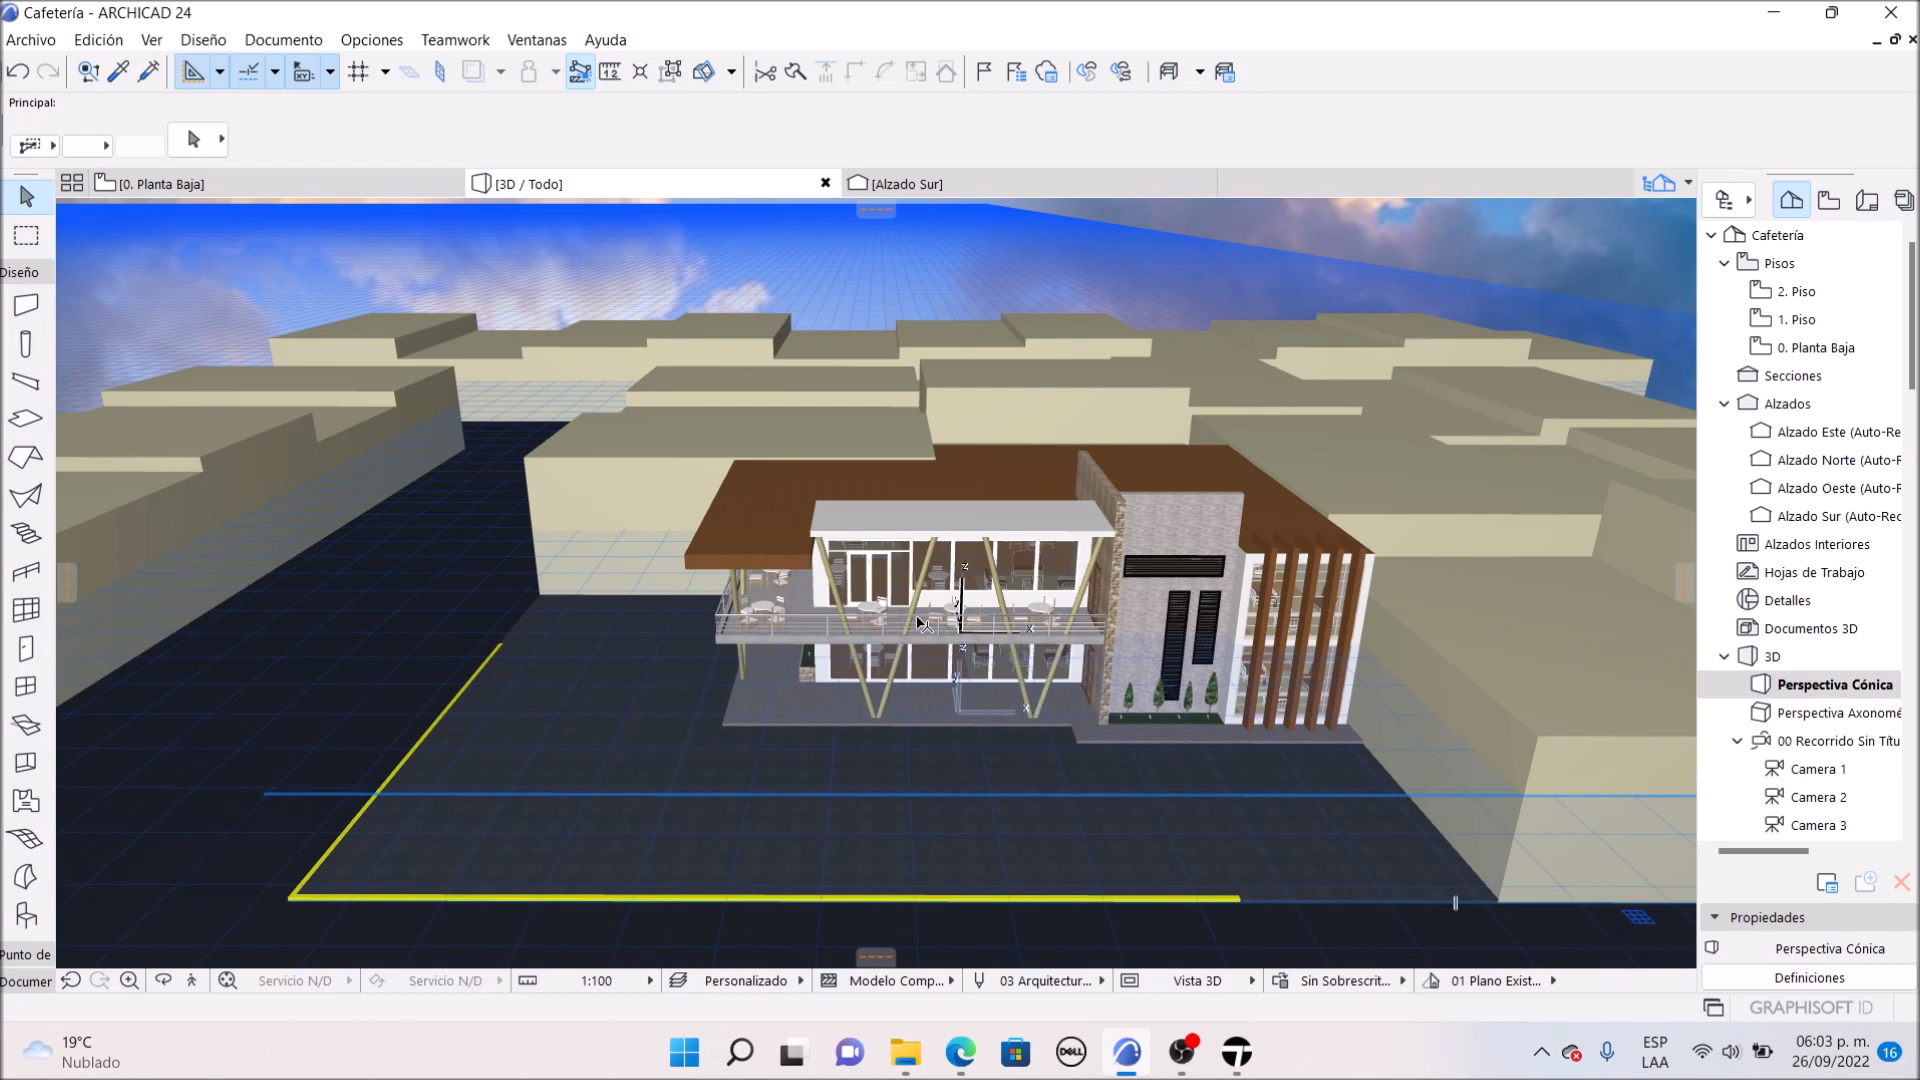 Cafetería - ARCHICAD 24
Archivo Edición Ver Diseño Documento Opciones Teamwork Ventanas Ayuda
Principal:
[0. Planta Baja] [3D / Todo] [Alzado Sur]
Cafetería
Pisos
2. Piso
1. Piso
0. Planta Baja
Secciones
Alzados
Alzado Este (Auto-Re
Alzado Norte (Auto-R
Alzado Oeste (Auto-R
Alzado Sur (Auto-Rec
Alzados Interiores
Hojas de Trabajo
Detalles
Documentos 3D
3D
Perspectiva Cónica
Perspectiva Axonomé
00 Recorrido Sin Títu
Camera 1
Camera 2
Camera 3
Propiedades
Perspectiva Cónica
Definiciones
GRAPHISOFT ID
Diseño
Punto de
Documer
z
y
x
z
y
x
Servicio N/D Servicio N/D 1:100 Personalizado Modelo Comp... 03 Arquitectur... Vista 3D Sin Sobrescrit... 01 Plano Exist...
19°C
Nublado
DELL
ESP
LAA
06:03 p. m.
26/09/2022
16